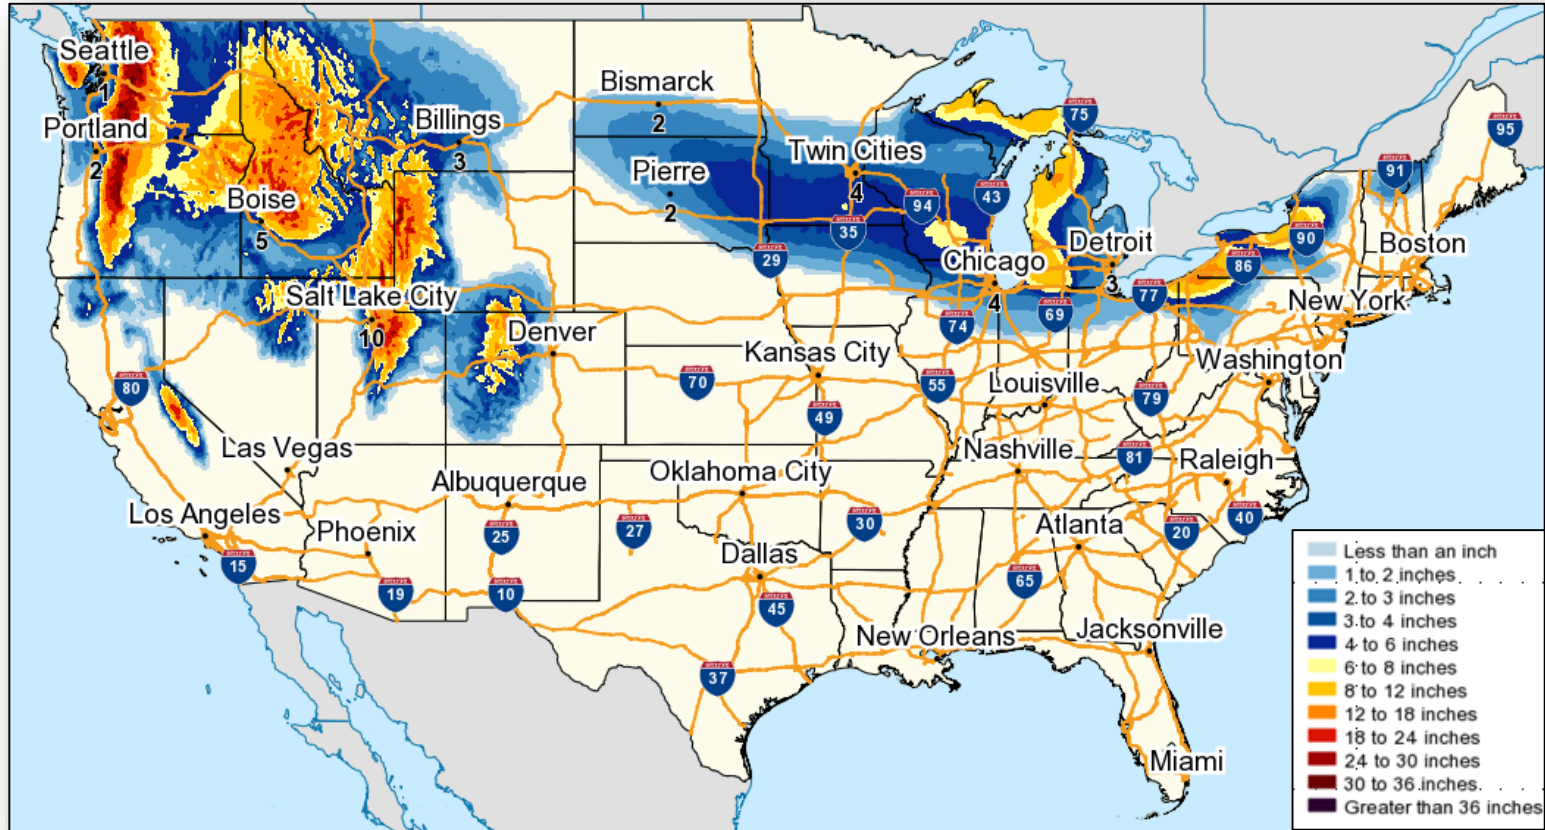 Seattle
1
Portland
2
Billings
3
Boise
5
Bismarck
2
Pierre
2
Twin Cities
4
75
95
91
94
43
35
29
90
86
Detroit
3
Boston
Chicago
4
77
69
74
New York
Salt Lake City
10
Denver
Kansas City
Washington
80
70
55
Louisville
79
49
Las Vegas
Nashville
81
Raleigh
Albuquerque
Oklahoma City
Los Angeles
Phoenix
25
27
30
Atlanta
20
40
Dallas
15
19
10
45
65
New Orleans
Jacksonville
37
Miami
Less than an inch
1 to 2 inches
2 to 3 inches
3 to 4 inches
4 to 6 inches
6 to 8 inches
8 to 12 inches
12 to 18 inches
18 to 24 inches
24 to 30 inches
30 to 36 inches
Greater than 36 inches